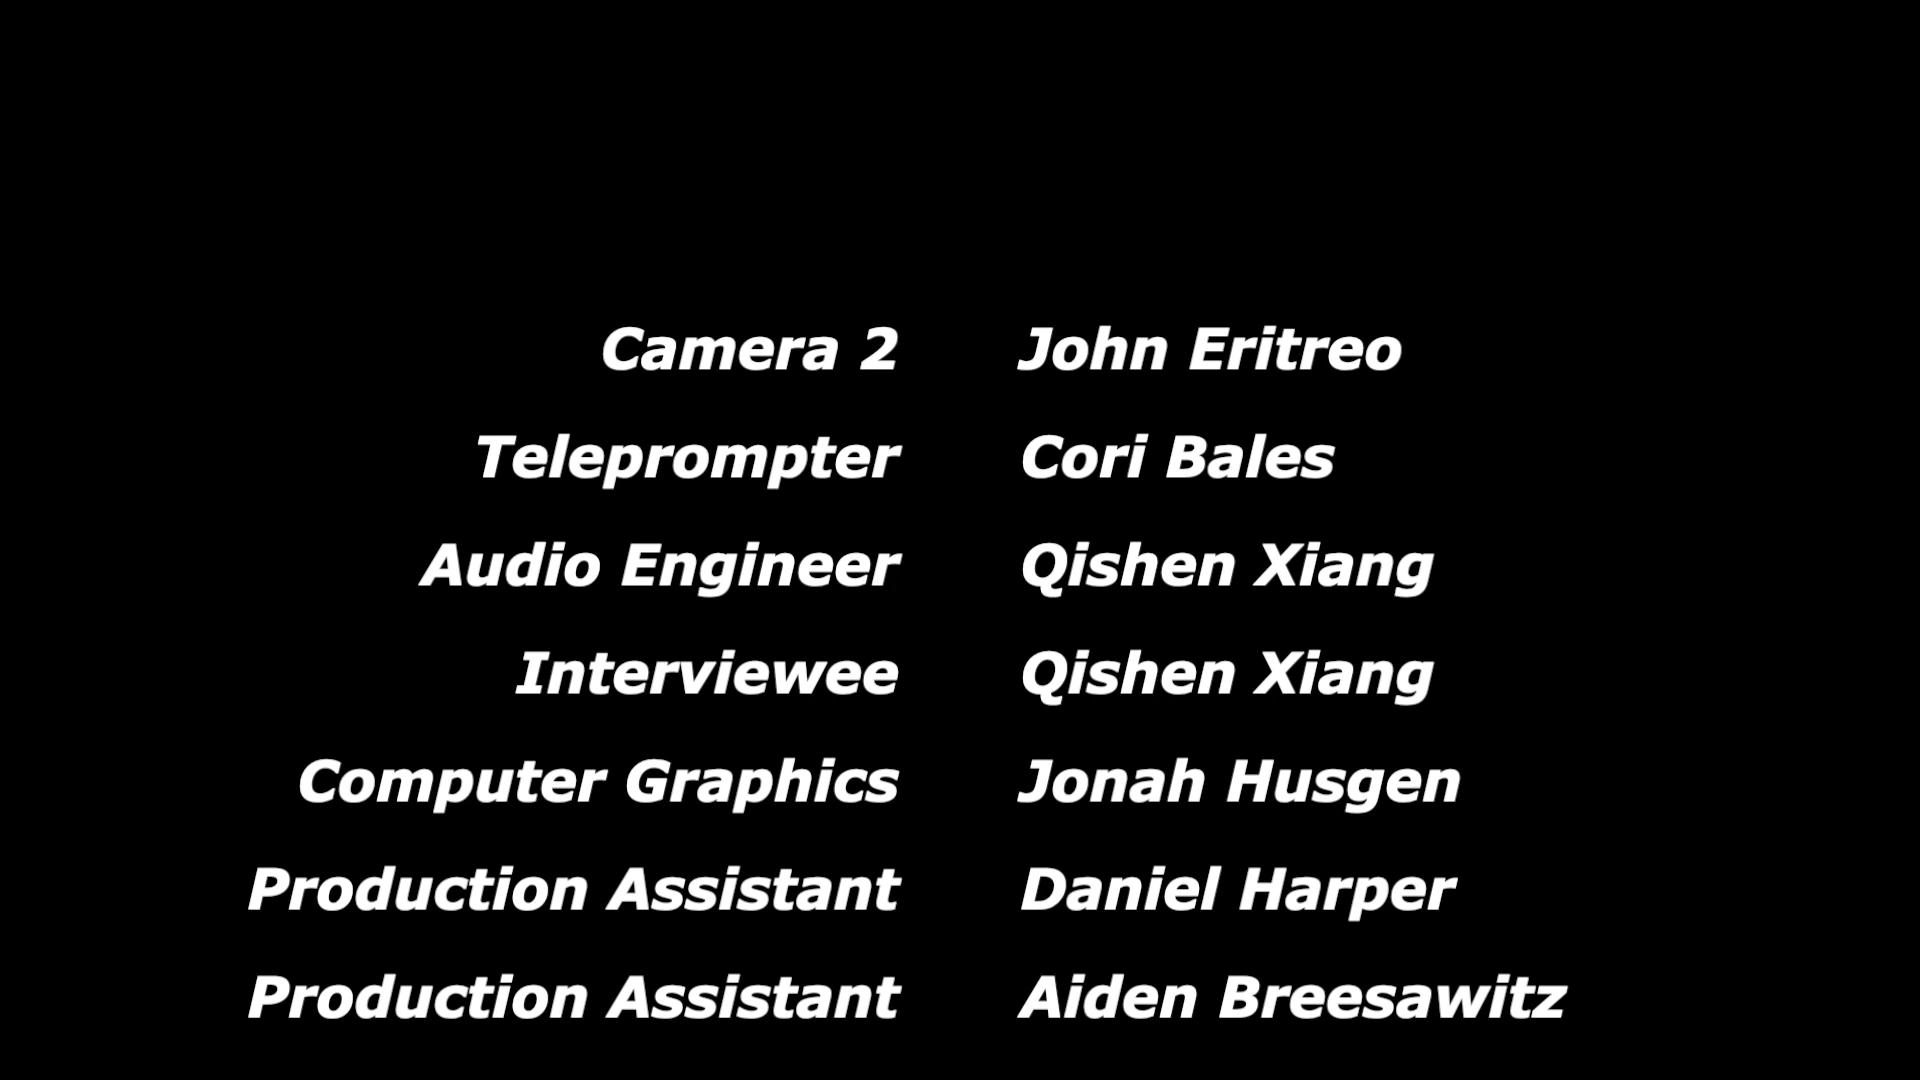 Camera 2 John Eritreo
Teleprompter Cori Bales
Audio Engineer Qishen Xiang
Interviewee Qishen Xiang
Computer Graphics Jonah Husgen
Production Assistant Daniel Harper
Production Assistant Aiden Breesawitz